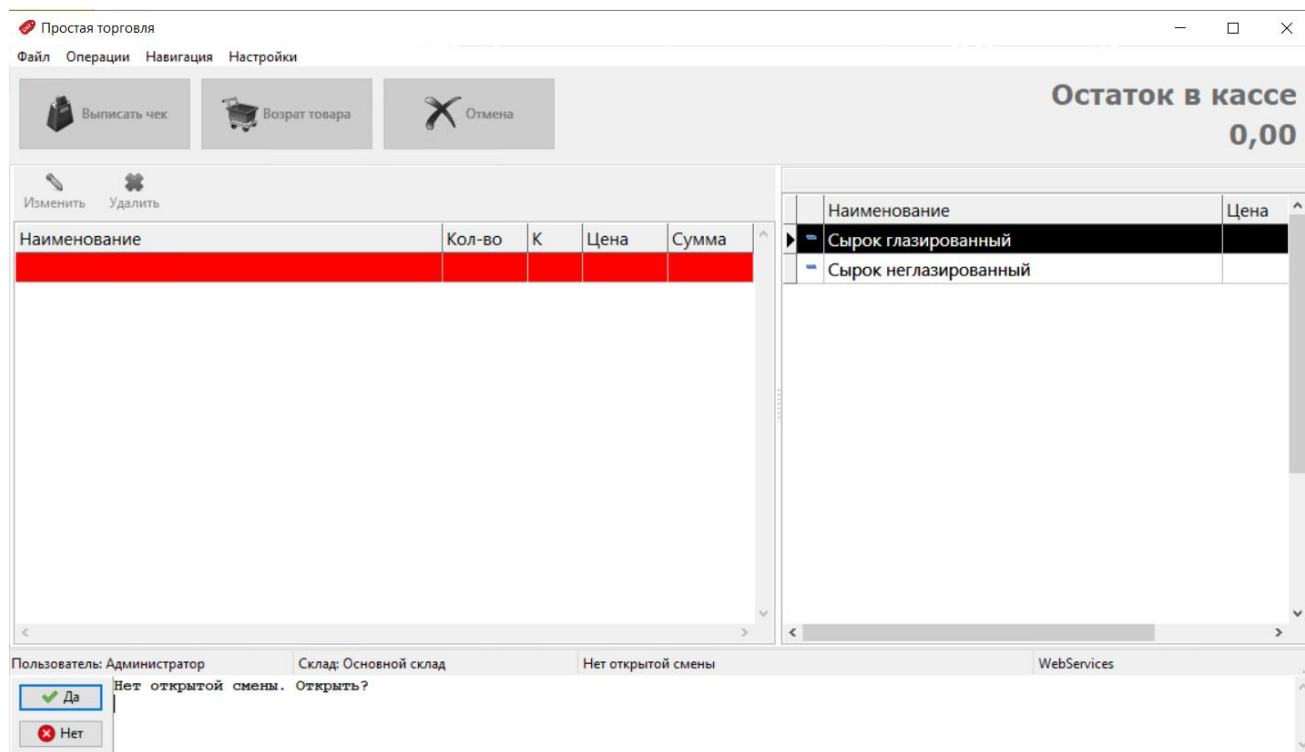 Простая торговля
Файл Операции Навигация Настройки
Выписать чек Возрат товара Отмена
Остаток в кассе
0,00
Изменить Удалить
Наименование Кол-во К Цена Сумма
Наименование Цена
Сырок глазированный
Сырок неглазированный
Пользователь: Администратор Склад: Основной склад Нет открытой смены WebServices
Да
Нет открытой смены. Открыть?
Нет